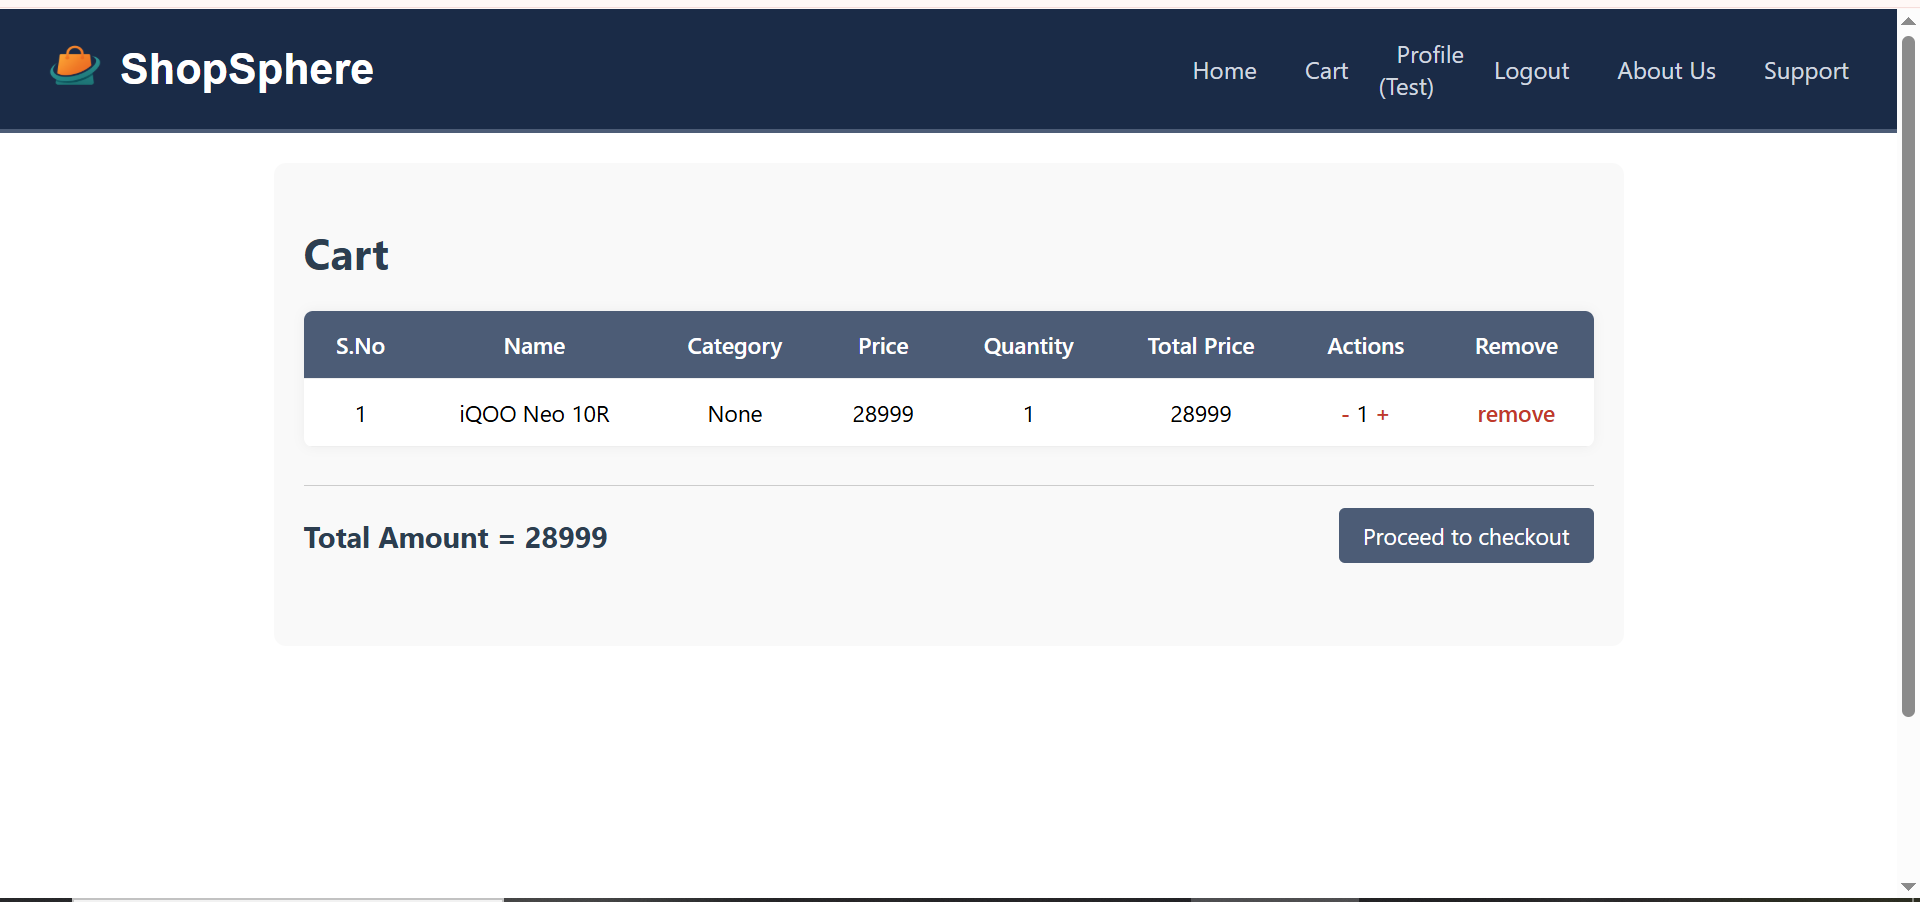 ShopSphere
Home Cart Profile (Test) Logout About Us Support
Cart
S.No Name Category Price Quantity Total Price Actions Remove
1 iQOO Neo 10R None 28999 1 28999 - 1 + remove
Total Amount = 28999 Proceed to checkout